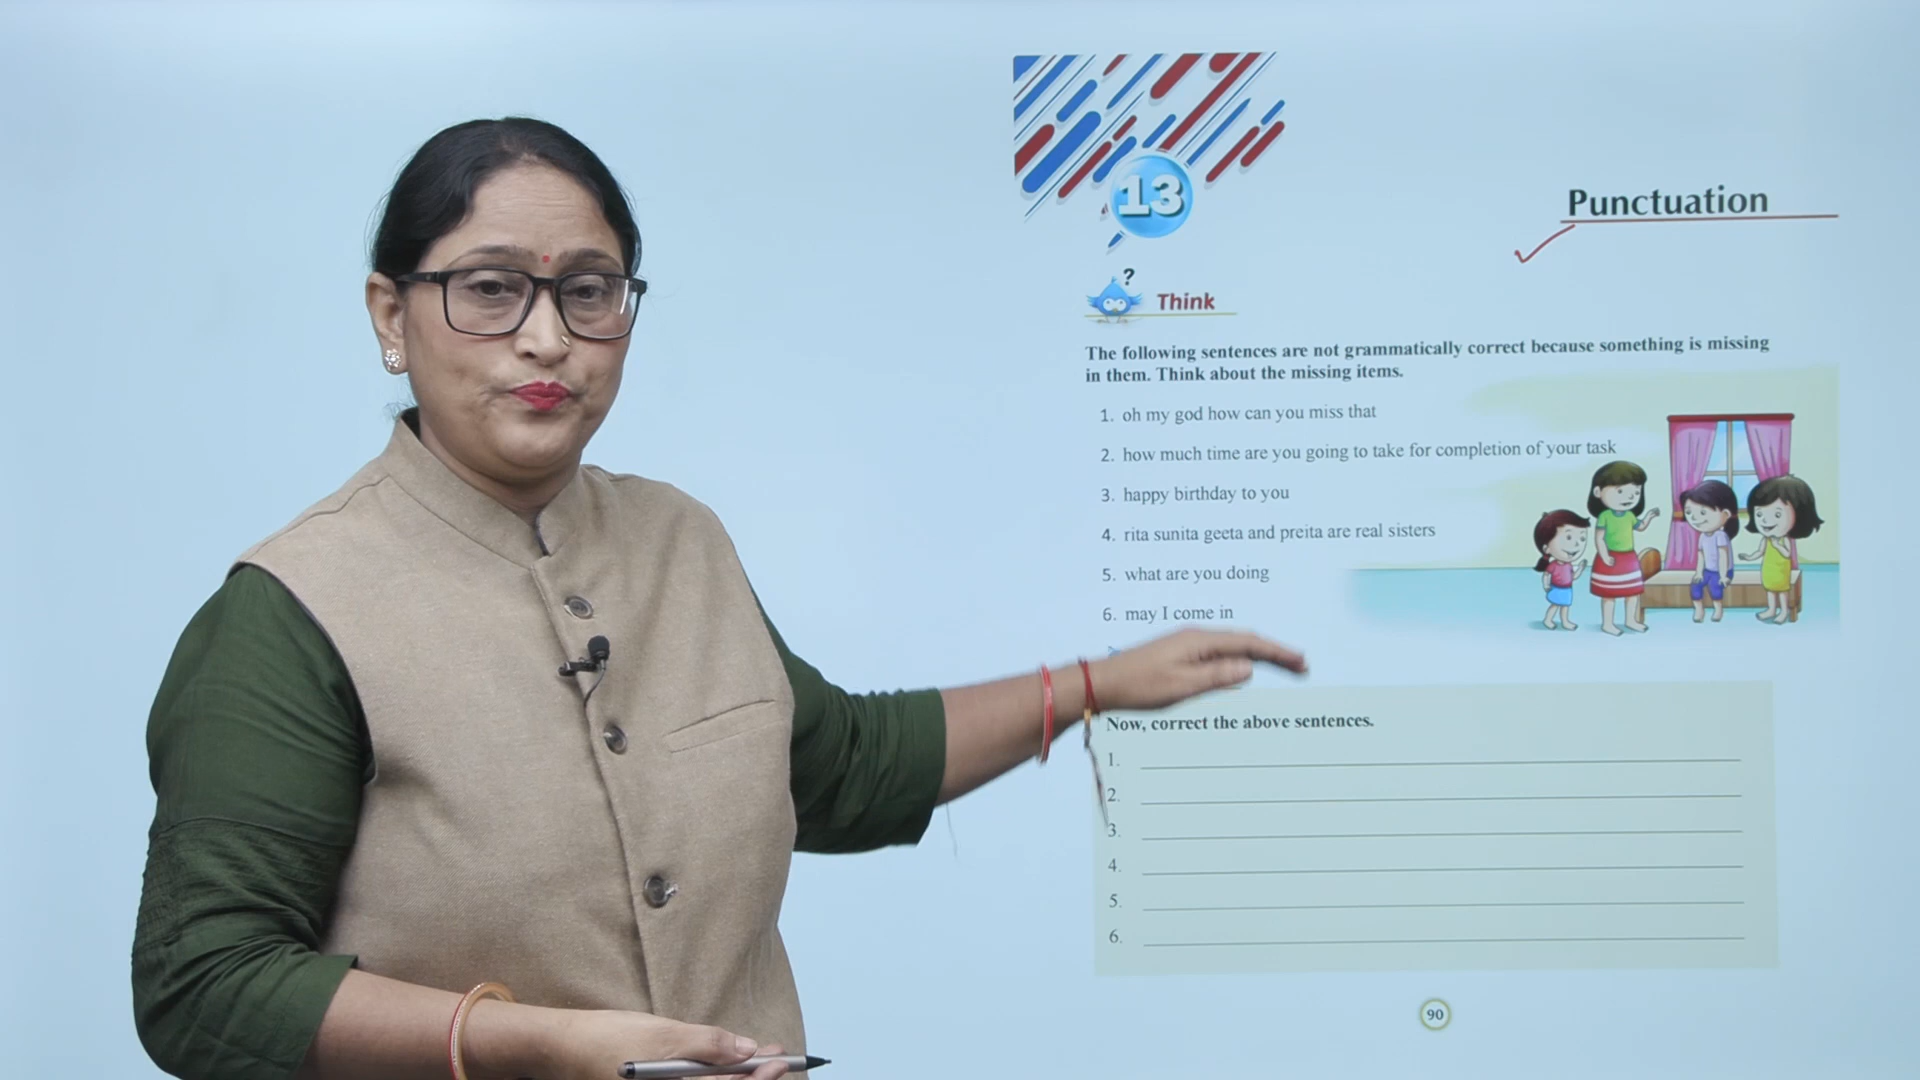 13
Punctuation
?
Think
The following sentences are not grammatically correct because something is missing
in them. Think about the missing items.
1. oh my god how can you miss that
2. how much time are you going to take for completion of your task
3. happy birthday to you
4. rita sunita geeta and preita are real sisters
5. what are you doing
6. may I come in
Now, correct the above sentences.
1.
2.
3.
4.
5.
6.
90